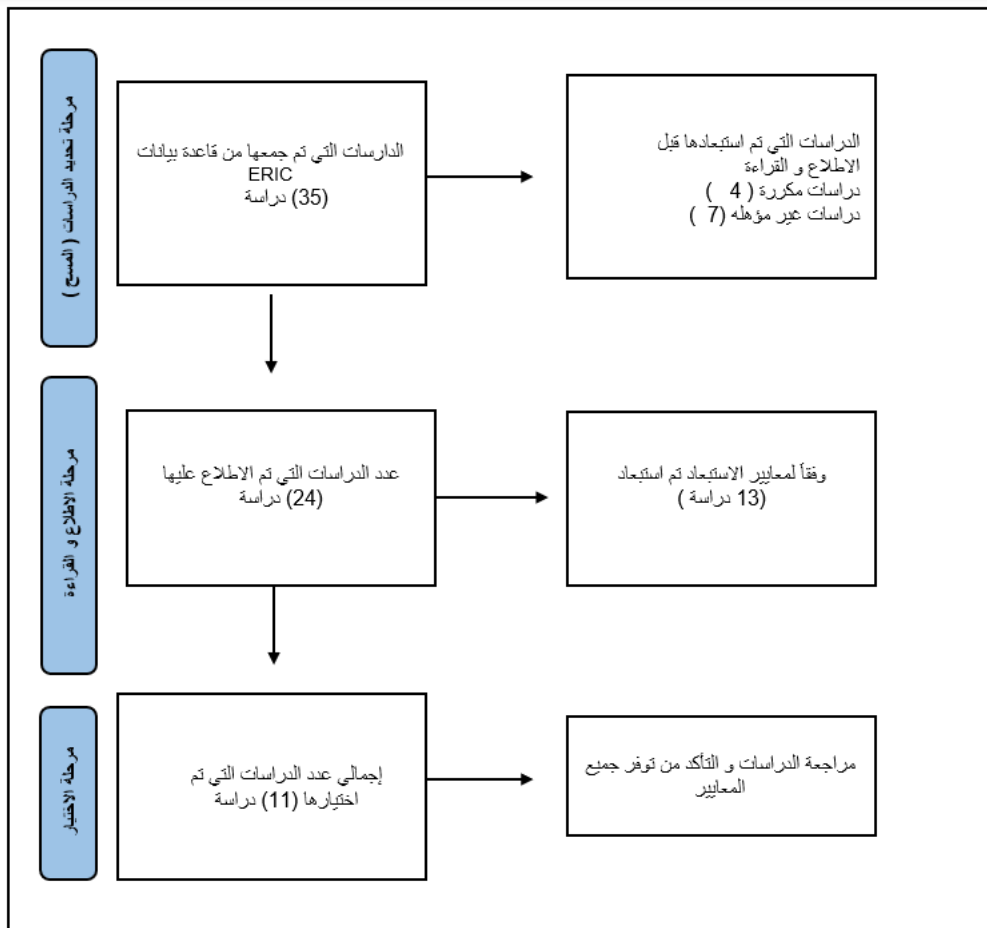 مرحلة تحديد الدراسات ( المسح )
الدارسات التي تم جمعها من قاعدة بيانات
ERIC
(35) دراسة
الدراسات التي تم استبعادها قبل
الاطلاع و القراءة
دراسات مكررة ( 4 )
دراسات غير مؤهله (7 )
مرحلة الاطلاع و القراءة
عدد الدراسات التي تم الاطلاع عليها
(24) دراسة
وفقاً لمعايير الاستبعاد تم استبعاد
(13 دراسة )
مرحلة الاختيار
إجمالي عدد الدراسات التي تم
اختيارها (11) دراسة
مراجعة الدراسات و التأكد من توفر جميع
المعايير